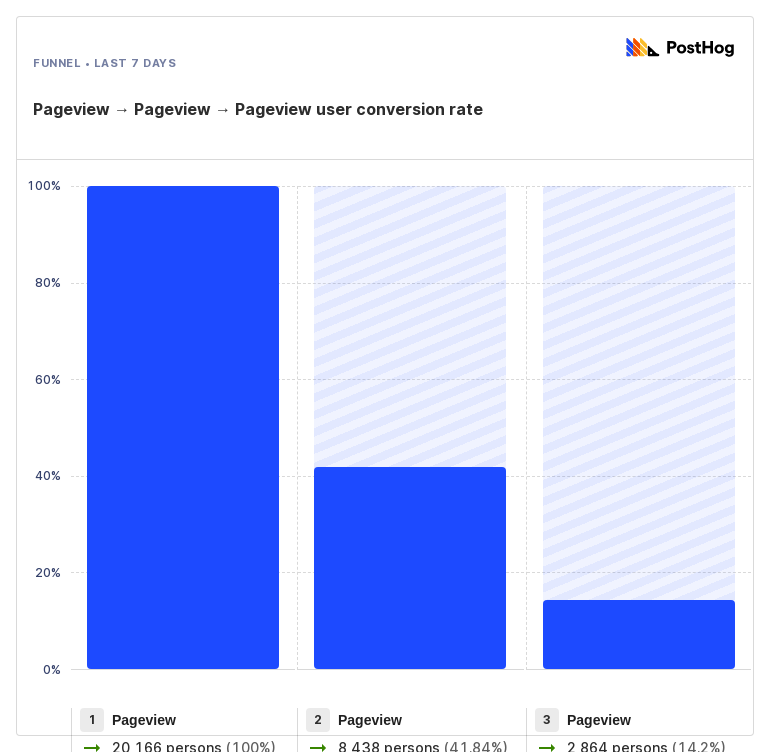 PostHog
FUNNEL • LAST 7 DAYS
Pageview → Pageview → Pageview user conversion rate
100%
80%
60%
40%
20%
0%
1 Pageview
20 166 persons (100%)
2 Pageview
8 438 persons (41.84%)
3 Pageview
2 864 persons (14.2%)